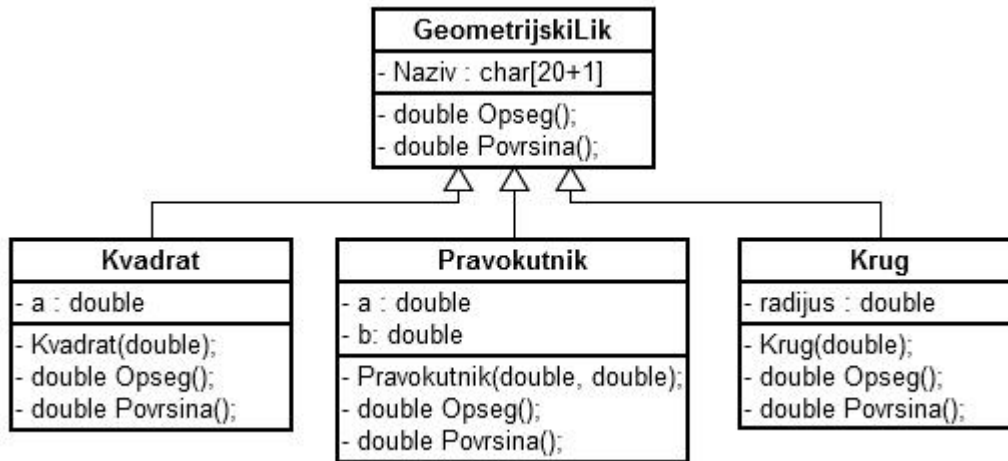 GeometrijskiLik
- Naziv : char[20+1]
- double Opseg();
- double Povrsina();
Kvadrat
- a : double
- Kvadrat(double);
- double Opseg();
- double Povrsina();
Pravokutnik
- a : double
- b: double
- Pravokutnik(double, double);
- double Opseg();
- double Povrsina();
Krug
- radijus : double
- Krug(double);
- double Opseg();
- double Povrsina();